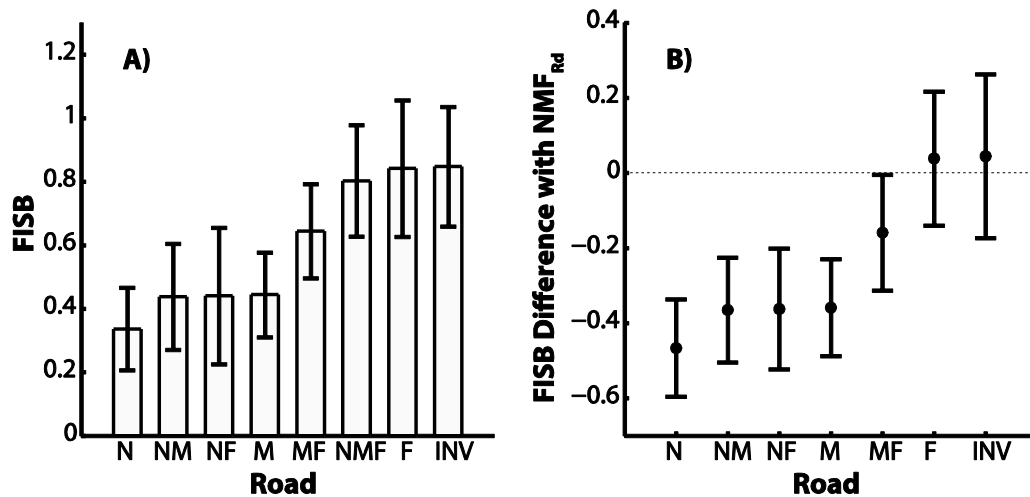 A)
FISB
1.2
1
0.8
0.6
0.4
0.2
0
N NM NF M MF NMF F INV
Road
B)
FISB Difference with NMFRd
0.4
0.2
0
−0.2
−0.4
−0.6
N NM NF M MF F INV
Road